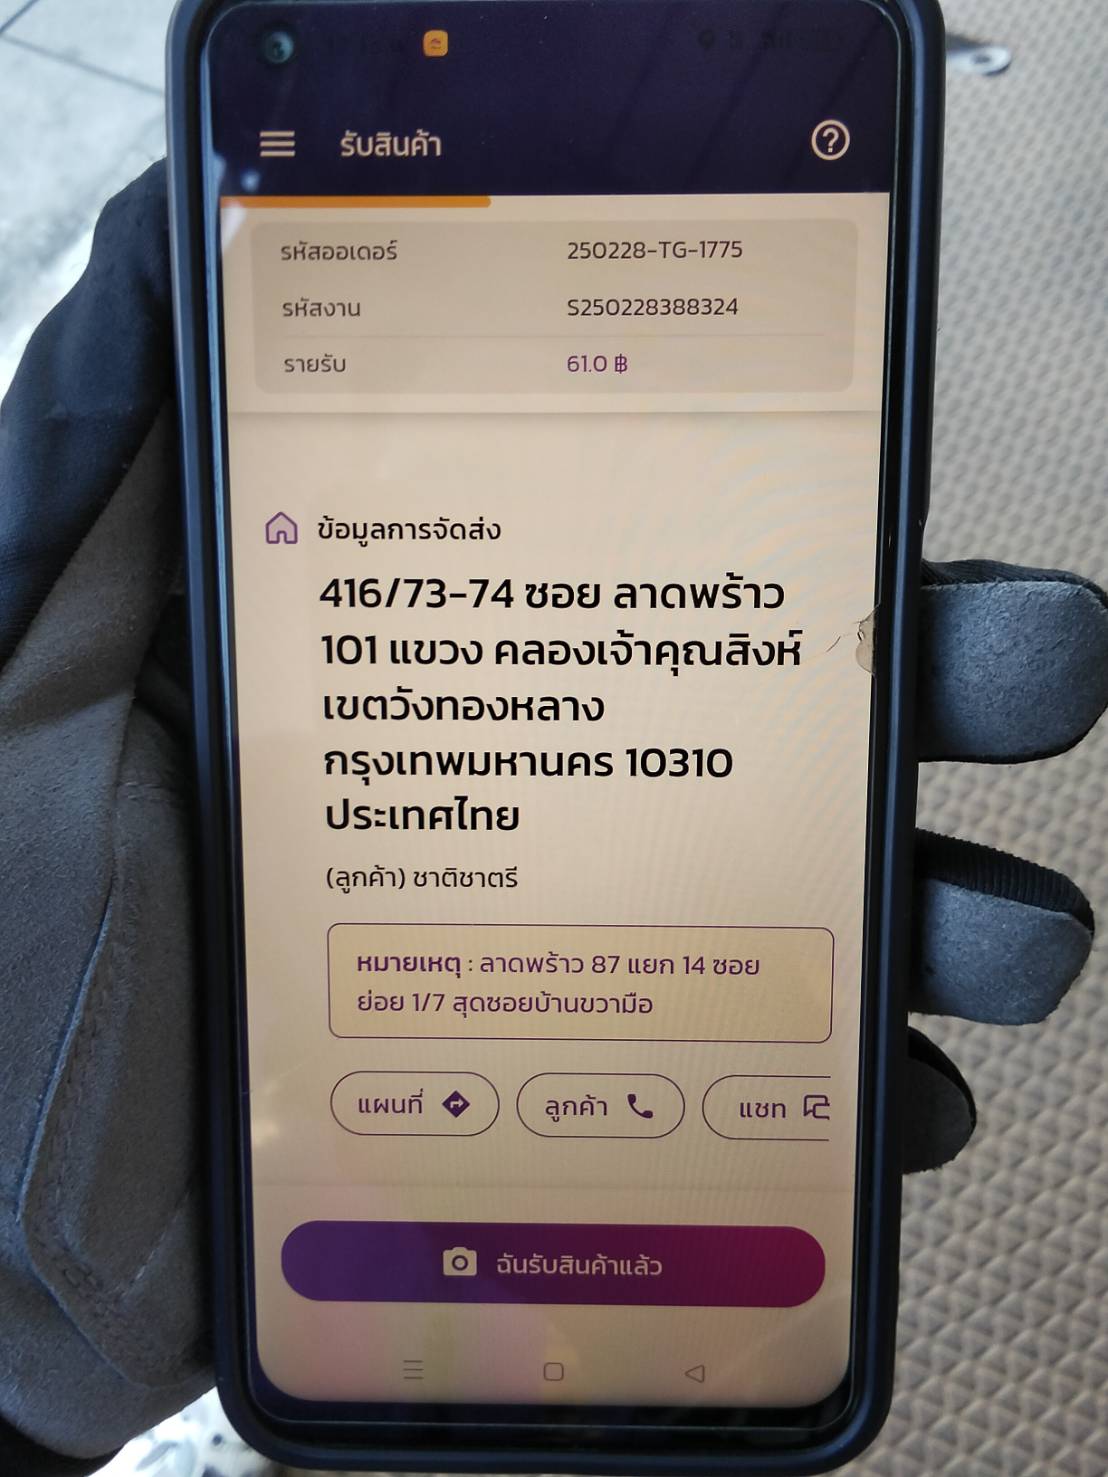 รับสินค้า
รหัสออเดอร์ 250228-TG-1775
รหัสงาน S250228388324
รายรับ 61.0 ฿
ข้อมูลการจัดส่ง
416/73-74 ซอย ลาดพร้าว
101 แขวง คลองเจ้าคุณสิงห์
เขตวังทองหลาง
กรุงเทพมหานคร 10310
ประเทศไทย
(ลูกค้า) ชาติชาตรี
หมายเหตุ : ลาดพร้าว 87 แยก 14 ซอย
ย่อย 1/7 สุดซอยบ้านขวามือ
แผนที่ ลูกค้า แชท
ฉันรับสินค้าแล้ว